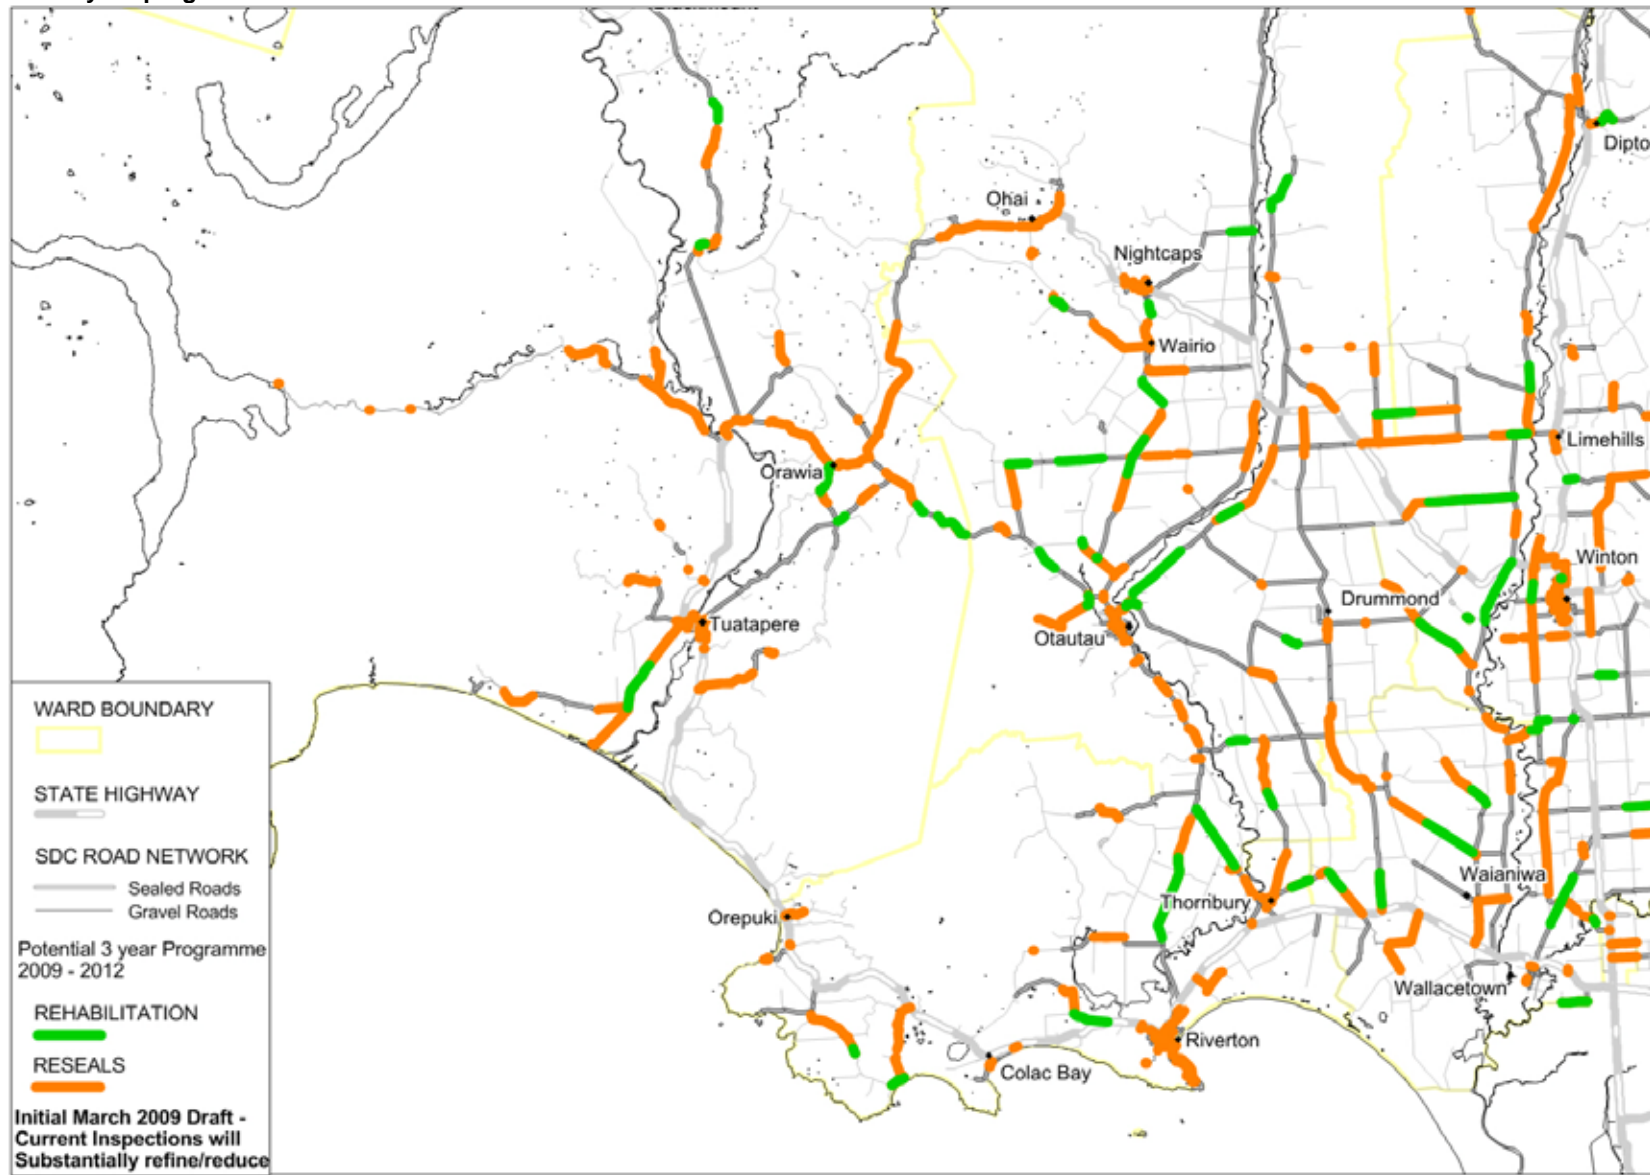 Ohai
Dipto
Nightcaps
Wairio
Limehills
Orawia
Winton
Drummond
Tuatapere
Otautau
WARD BOUNDARY
STATE HIGHWAY
SDC ROAD NETWORK
Sealed Roads
Gravel Roads
Potential 3 year Programme
2009 - 2012
REHABILITATION
RESEALS
Initial March 2009 Draft -
Current Inspections will
Substantially refine/reduce
Waianiwa
Thornbury
Orepuki
Wallacetown
Riverton
Colac Bay